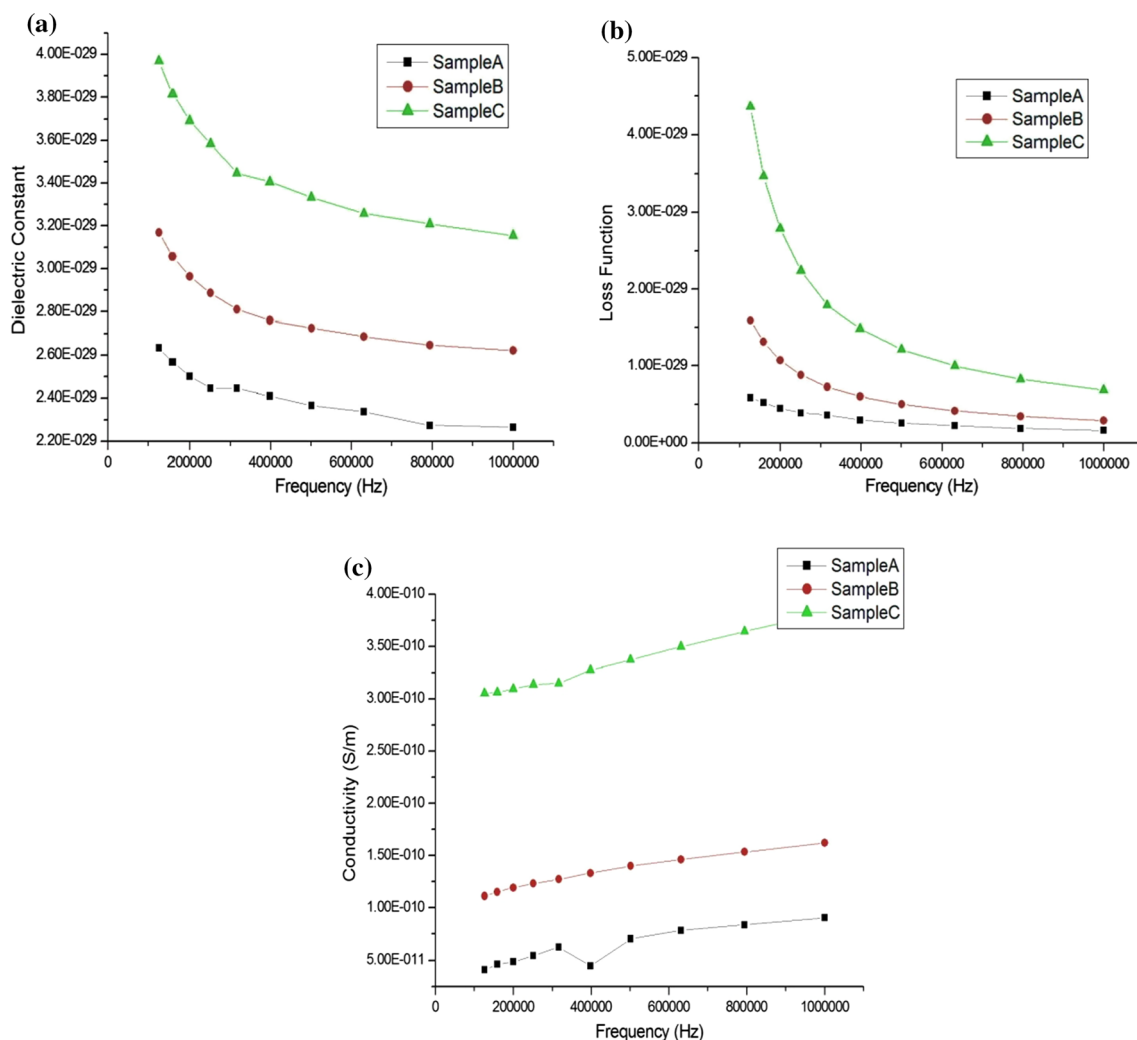 (a)
4.00E-029
3.80E-029
3.60E-029
3.40E-029
3.20E-029
3.00E-029
2.80E-029
2.60E-029
2.40E-029
2.20E-029
Dielectric Constant
SampleA
SampleB
SampleC
0 200000 400000 600000 800000 1000000
Frequency (Hz)
(b)
5.00E-029
4.00E-029
3.00E-029
2.00E-029
1.00E-029
0.00E+000
Loss Function
SampleA
SampleB
SampleC
0 200000 400000 600000 800000 1000000
Frequency (Hz)
(c)
4.00E-010
3.50E-010
3.00E-010
2.50E-010
2.00E-010
1.50E-010
1.00E-010
5.00E-011
Conductivity (S/m)
SampleA
SampleB
SampleC
0 200000 400000 600000 800000 1000000
Frequency (Hz)